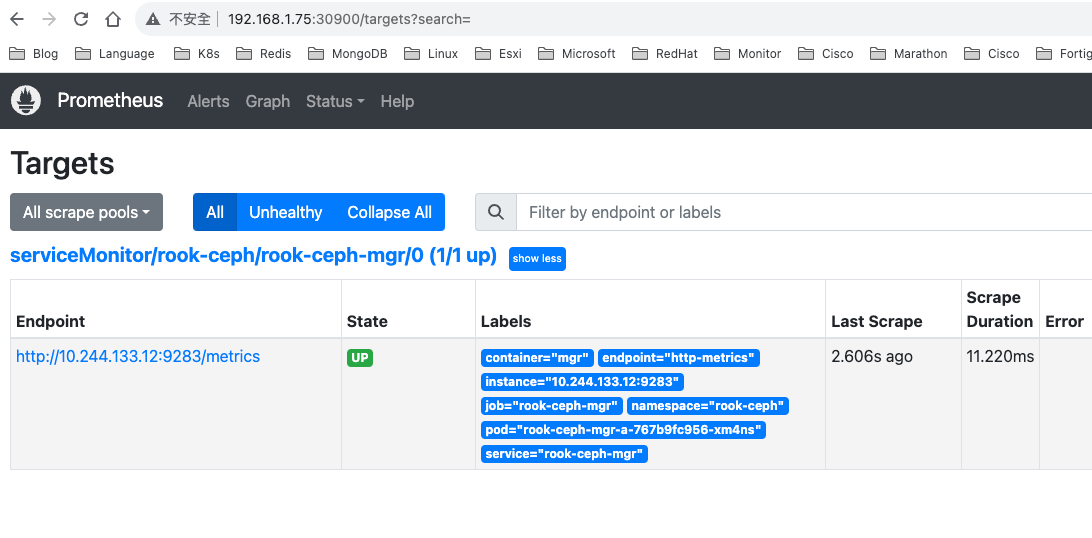 不安全 192.168.1.75:30900/targets?search=
Blog Language K8s Redis MongoDB Linux Esxi Microsoft RedHat Monitor Cisco Marathon Cisco Fortig
Prometheus Alerts Graph Status Help
Targets
All scrape pools All Unhealthy Collapse All Filter by endpoint or labels
serviceMonitor/rook-ceph/rook-ceph-mgr/0 (1/1 up) show less
Endpoint State Labels Last Scrape Scrape Duration Error
http://10.244.133.12:9283/metrics UP container="mgr" endpoint="http-metrics" 2.606s ago 11.220ms
instance="10.244.133.12:9283"
job="rook-ceph-mgr" namespace="rook-ceph"
pod="rook-ceph-mgr-a-767b9fc956-xm4ns"
service="rook-ceph-mgr"